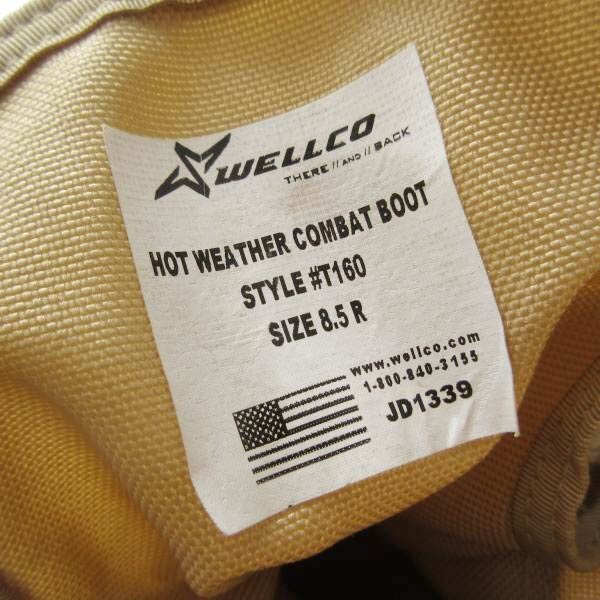 WELLCO
THERE // AND // BACK
HOT WEATHER COMBAT BOOT
STYLE #T160
SIZE 8.5 R
www.wellco.com
1-800-840-3155
JD1339